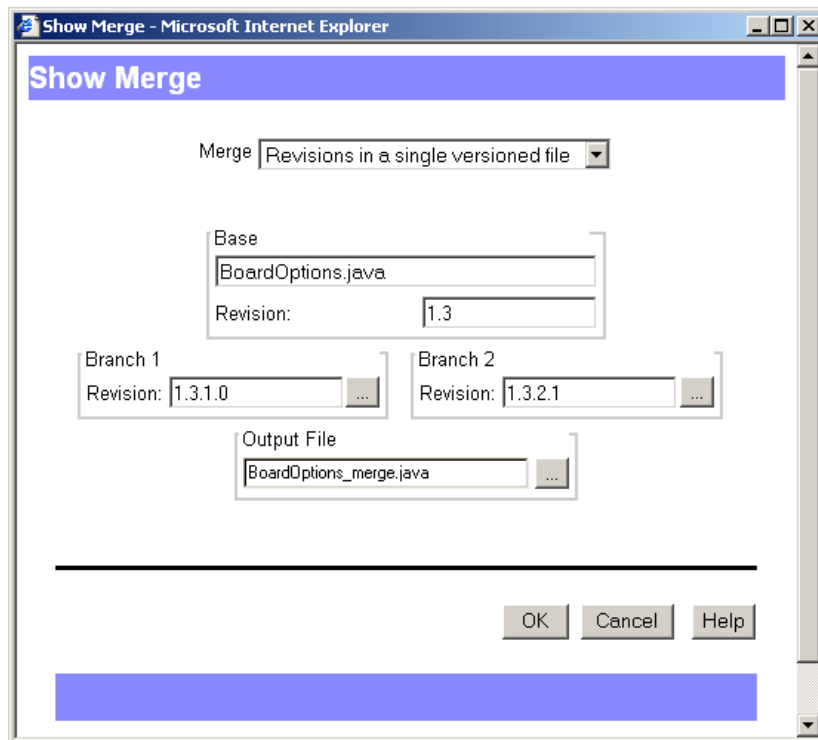 Show Merge - Microsoft Internet Explorer
Show Merge
Merge Revisions in a single versioned file
Base
BoardOptions.java
Revision: 1.3
Branch 1 Branch 2
Revision: 1.3.1.0 ... Revision: 1.3.2.1 ...
Output File
BoardOptions_merge.java ...
OK Cancel Help